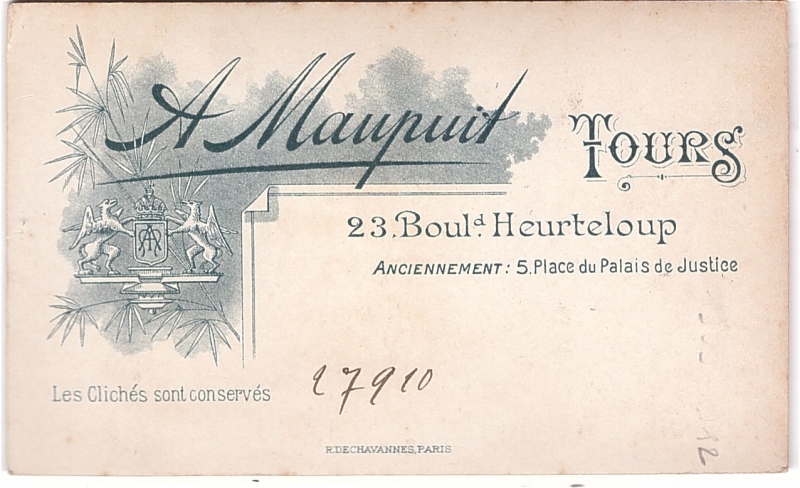 A Maupuit
TOURS
23. Boul.d Heurteloup
ANCIENNEMENT: 5. Place du Palais de Justice
Les Clichés sont conservés
27910
R. DECHAVANNES, PARIS